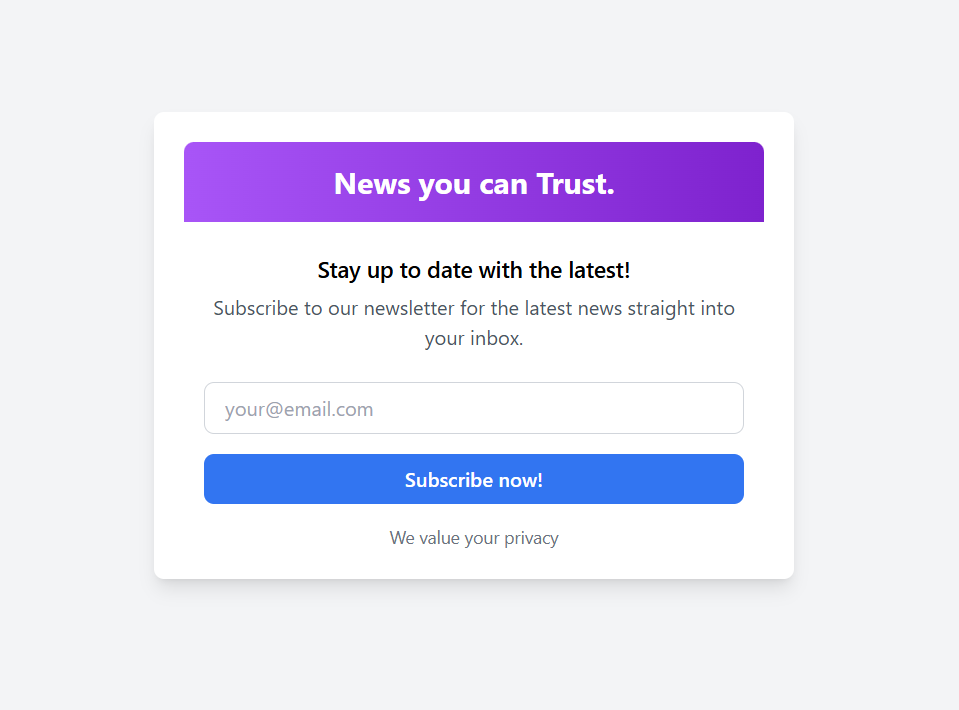 News you can Trust.
Stay up to date with the latest!
Subscribe to our newsletter for the latest news straight into
your inbox.
your@email.com
Subscribe now!
We value your privacy